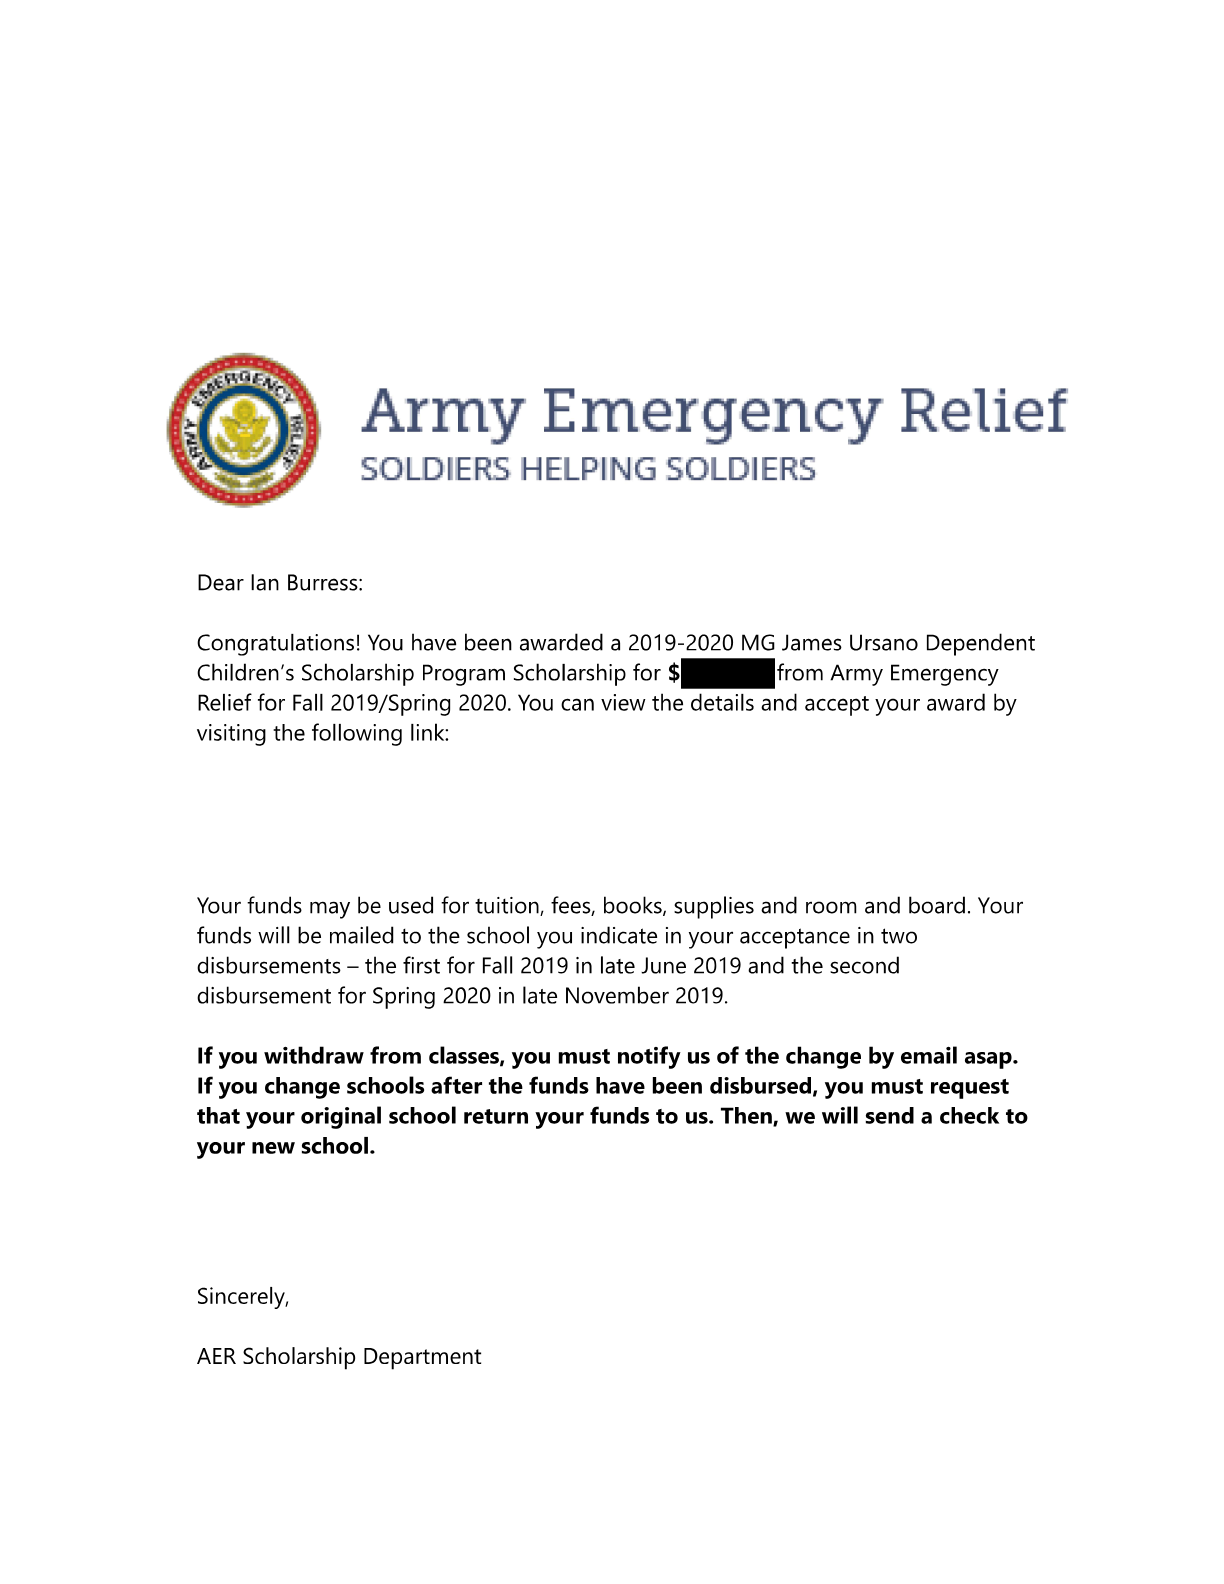 ARMY EMERGENCY RELIEF
Army Emergency Relief
SOLDIERS HELPING SOLDIERS
Dear Ian Burress:
Congratulations! You have been awarded a 2019-2020 MG James Ursano Dependent
Children’s Scholarship Program Scholarship for $ from Army Emergency
Relief for Fall 2019/Spring 2020. You can view the details and accept your award by
visiting the following link:
Your funds may be used for tuition, fees, books, supplies and room and board. Your
funds will be mailed to the school you indicate in your acceptance in two
disbursements – the first for Fall 2019 in late June 2019 and the second
disbursement for Spring 2020 in late November 2019.
If you withdraw from classes, you must notify us of the change by email asap.
If you change schools after the funds have been disbursed, you must request
that your original school return your funds to us. Then, we will send a check to
your new school.
Sincerely,
AER Scholarship Department